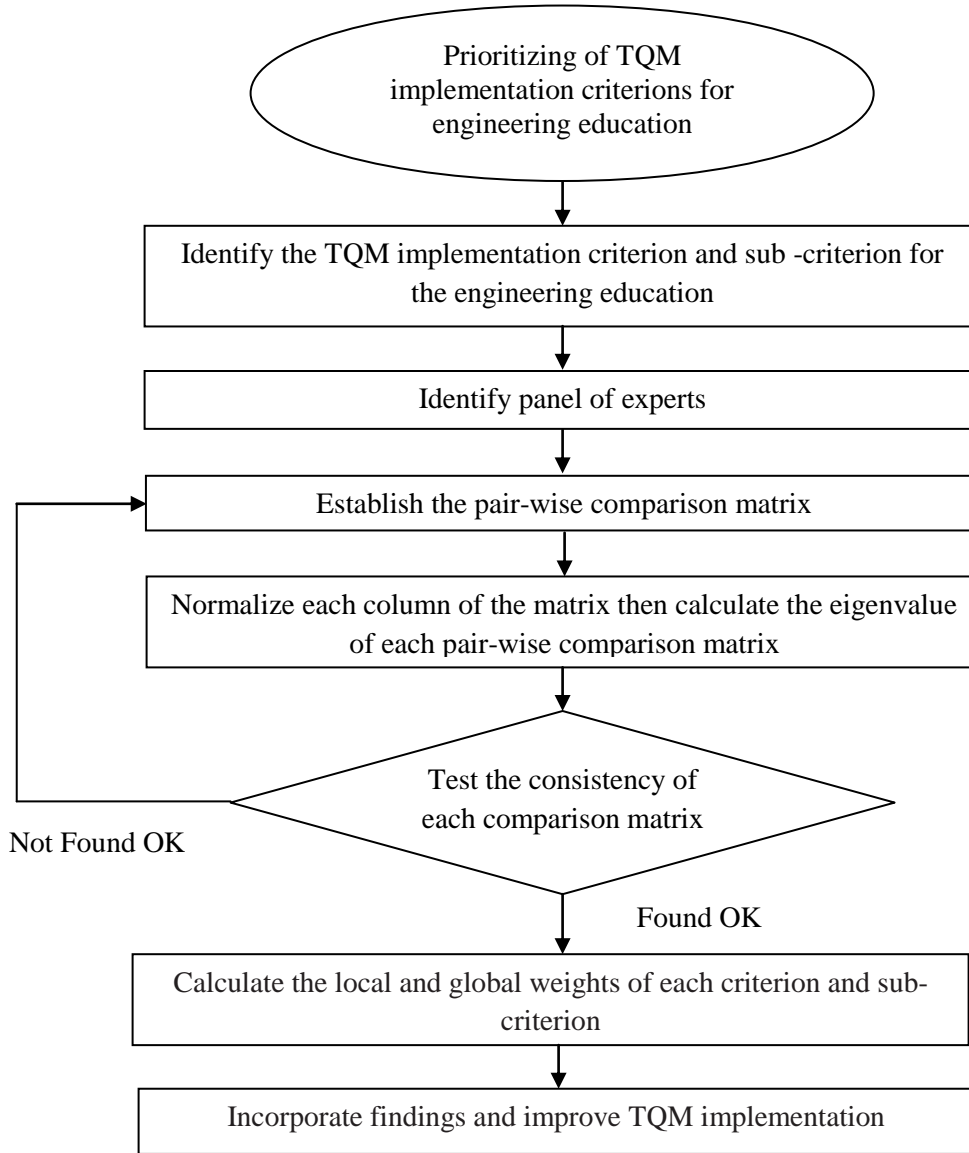 Prioritizing of TQM
implementation criterions for
engineering education
Identify the TQM implementation criterion and sub -criterion for
the engineering education
Identify panel of experts
Establish the pair-wise comparison matrix
Normalize each column of the matrix then calculate the eigenvalue
of each pair-wise comparison matrix
Test the consistency of
each comparison matrix
Not Found OK
Found OK
Calculate the local and global weights of each criterion and sub-
criterion
Incorporate findings and improve TQM implementation